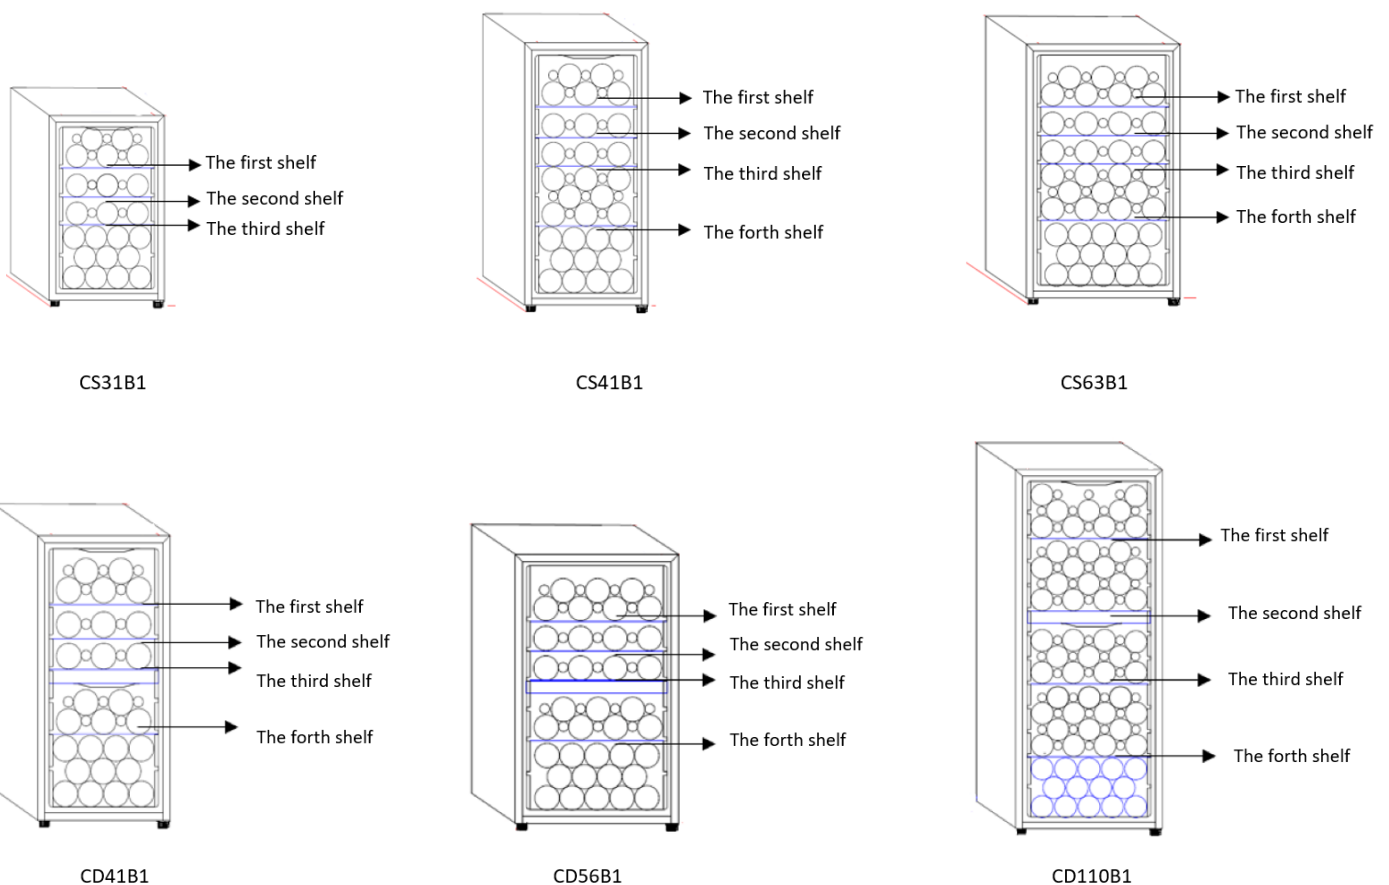 The first shelf
The second shelf
The third shelf
CS31B1
The first shelf
The second shelf
The third shelf
The forth shelf
CS41B1
The first shelf
The second shelf
The third shelf
The forth shelf
CS63B1
The first shelf
The second shelf
The third shelf
The forth shelf
CD41B1
The first shelf
The second shelf
The third shelf
The forth shelf
CD56B1
The first shelf
The second shelf
The third shelf
The forth shelf
CD110B1